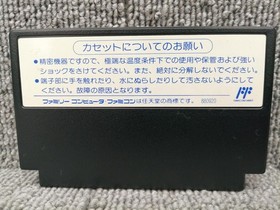 カセットについてのお願い
●精密機器ですので、極端な温度条件下での使用や保管および強い
ショックをさけてください。また、絶対に分解しないでください。
●端子部に手を触れたり、水にぬらしたりして汚さないようにして
ください。故障の原因となります。
ファミリーコンピュータ・ファミコンは任天堂の商標です。